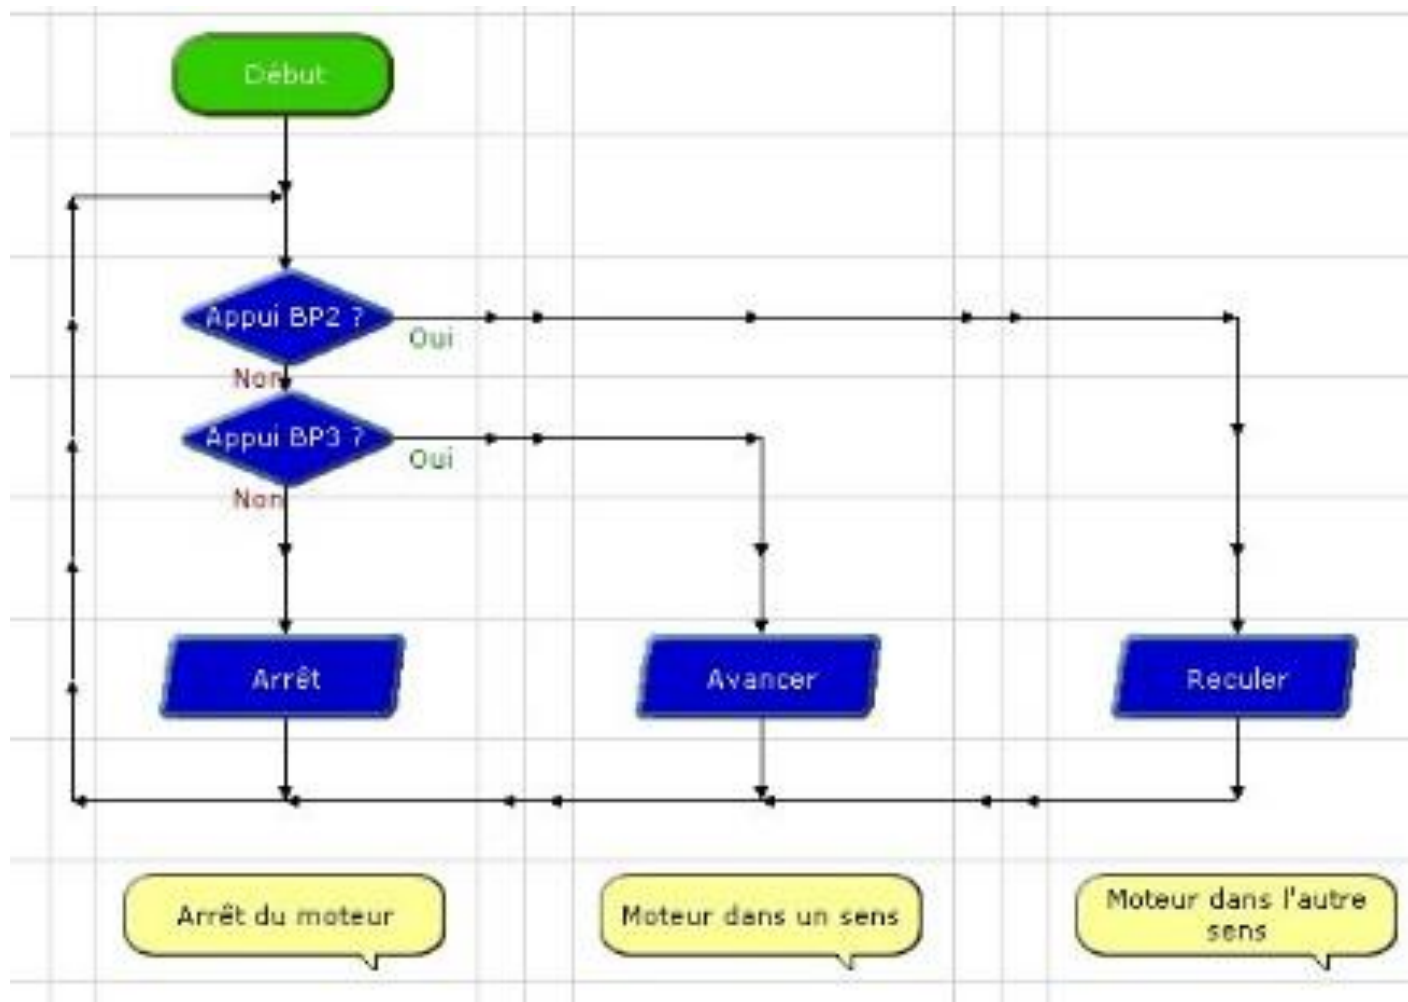 Début
Appui BP2 ?
Oui
Non
Appui BP3 ?
Oui
Non
Arrêt
Avancer
Reculer
Arrêt du moteur
Moteur dans un sens
Moteur dans l'autre
sens